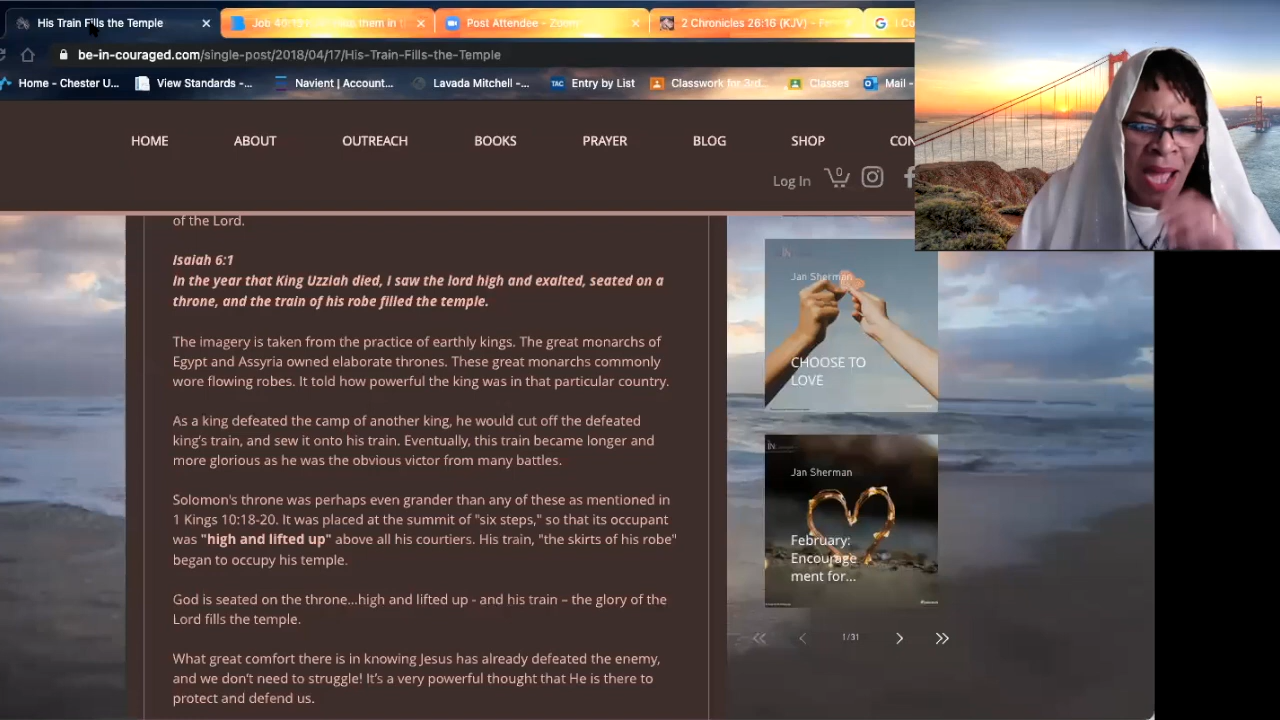 His Train Fills the Temple
Job 40:13
them in
Post Attendee - Zoom
2 Chronicles 26:16 (KJV) -
be-in-couraged.com/single-post/2018/04/17/His-Train-Fills-the-Temple
Home - Chester U...
View Standards -...
Navient | Account...
Lavada Mitchell -...
TAC
Entry by List
Classwork for 3rd...
Classes
Mail -
HOME
ABOUT
OUTREACH
BOOKS
PRAYER
BLOG
SHOP
CON
Log In
0
of the Lord.
Isaiah 6:1
In the year that King Uzziah died, I saw the lord high and exalted, seated on a
throne, and the train of his robe filled the temple.
The imagery is taken from the practice of earthly kings. The great monarchs of
Egypt and Assyria owned elaborate thrones. These great monarchs commonly
wore flowing robes. It told how powerful the king was in that particular country.
As a king defeated the camp of another king, he would cut off the defeated
king's train, and sew it onto his train. Eventually, this train became longer and
more glorious as he was the obvious victor from many battles.
Solomon's throne was perhaps even grander than any of these as mentioned in
1 Kings 10:18-20. It was placed at the summit of "six steps," so that its occupant
was "high and lifted up" above all his courtiers. His train, "the skirts of his robe"
began to occupy his temple.
God is seated on the throne...high and lifted up - and his train – the glory of the
Lord fills the temple.
What great comfort there is in knowing Jesus has already defeated the enemy,
and we don't need to struggle! It's a very powerful thought that He is there to
protect and defend us.
Jan Sherman
CHOOSE TO
LOVE
Jan Sherman
February:
Encourage
ment for...
1/31